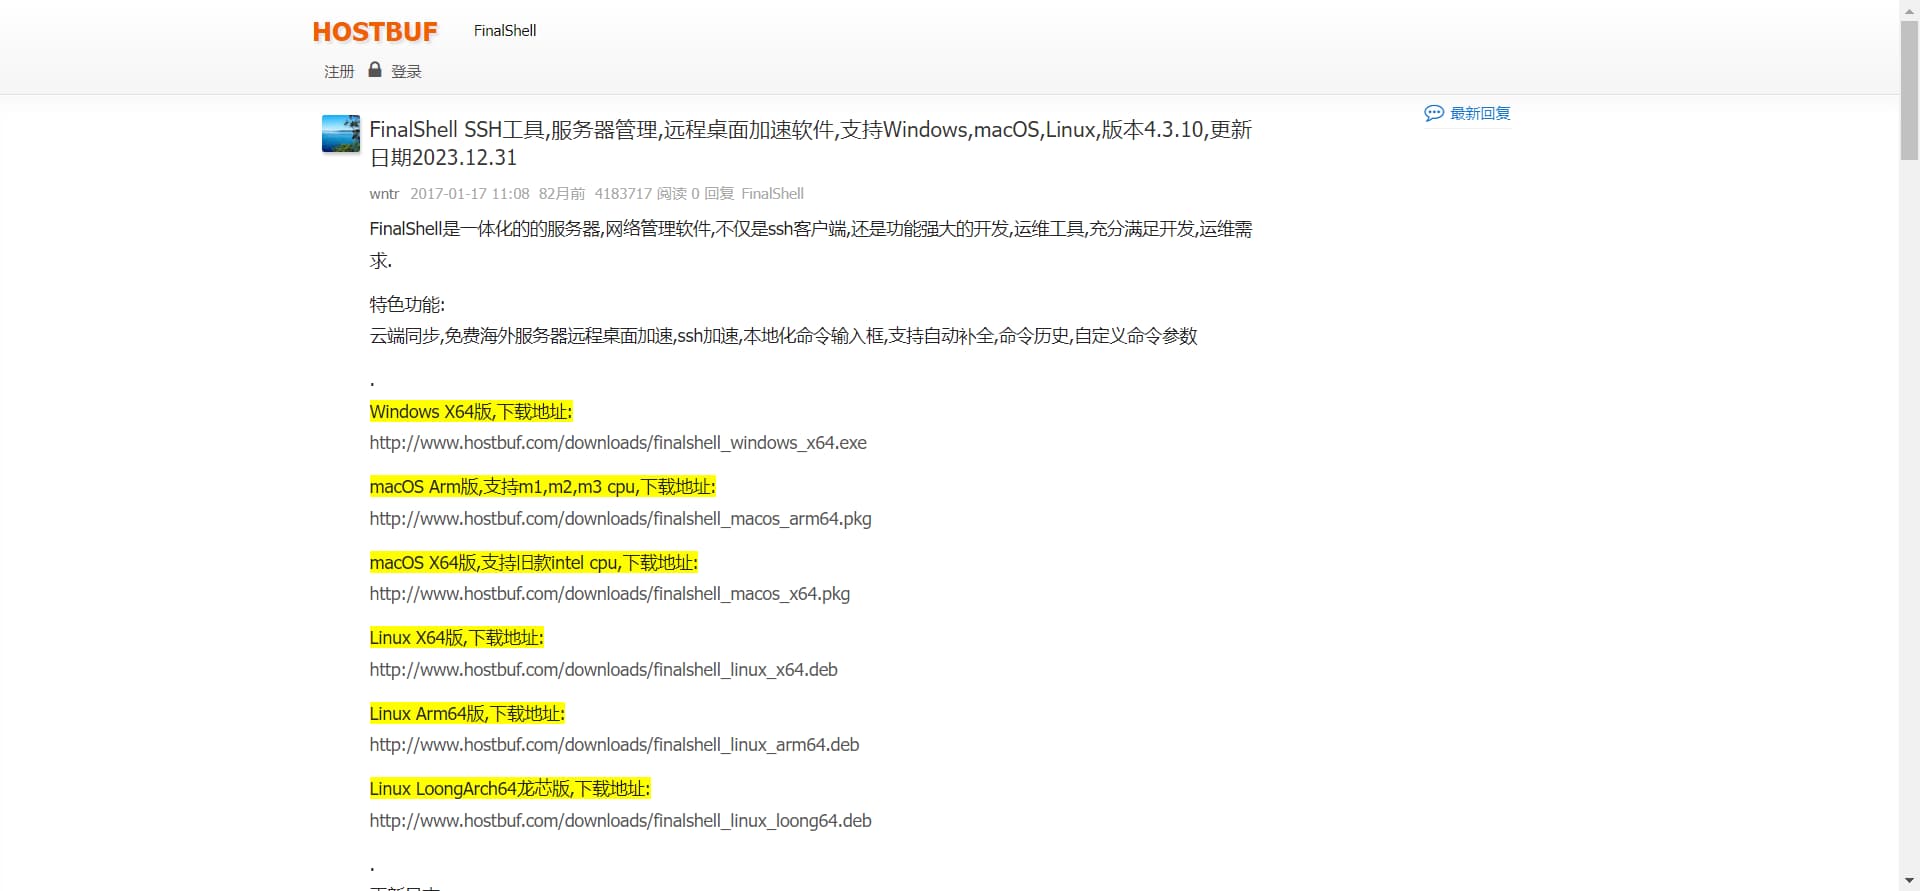 HOSTBUF
FinalShell
注册 登录
最新回复
FinalShell SSH工具,服务器管理,远程桌面加速软件,支持Windows,macOS,Linux,版本4.3.10,更新
日期2023.12.31
wntr 2017-01-17 11:08 82月前 4183717 阅读 0 回复 FinalShell
FinalShell是一体化的的服务器,网络管理软件,不仅是ssh客户端,还是功能强大的开发,运维工具,充分满足开发,运维需
求.
特色功能:
云端同步,免费海外服务器远程桌面加速,ssh加速,本地化命令输入框,支持自动补全,命令历史,自定义命令参数
.
Windows X64版,下载地址:
http://www.hostbuf.com/downloads/finalshell_windows_x64.exe
macOS Arm版,支持m1,m2,m3 cpu,下载地址:
http://www.hostbuf.com/downloads/finalshell_macos_arm64.pkg
macOS X64版,支持旧款intel cpu,下载地址:
http://www.hostbuf.com/downloads/finalshell_macos_x64.pkg
Linux X64版,下载地址:
http://www.hostbuf.com/downloads/finalshell_linux_x64.deb
Linux Arm64版,下载地址:
http://www.hostbuf.com/downloads/finalshell_linux_arm64.deb
Linux LoongArch64龙芯版,下载地址:
http://www.hostbuf.com/downloads/finalshell_linux_loong64.deb
.